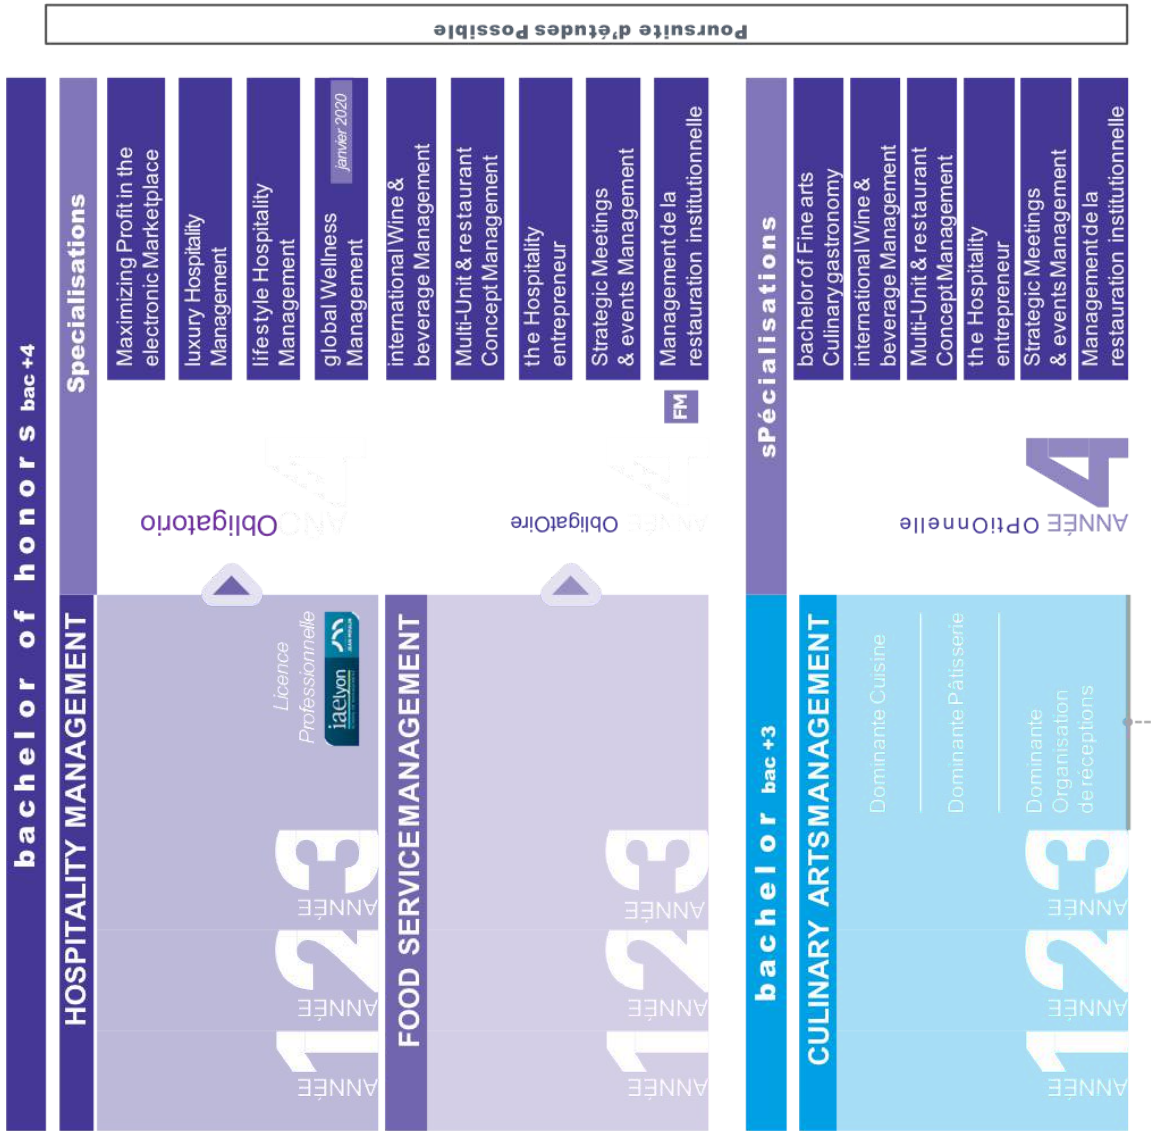 Poursuite d'études Possible
bachelor of honors bac +4
HOSPITALITY MANAGEMENT
Specialisations
ANNÉE
1
ANNÉE
2
ANNÉE
3
Licence
Professionnelle
iaelyon
JEAN MOULIN
Obligatorio
4
Maximizing Profit in the
electronic Marketplace
luxury Hospitality
Management
lifestyle Hospitality
Management
global Wellness
Management
janvier 2020
international Wine &
beverage Management
Multi-Unit & restaurant
Concept Management
the Hospitality
entrepreneur
Strategic Meetings
& events Management
Management de la
restauration institutionnelle
FM
FOOD SERVICE MANAGEMENT
ANNÉE
1
ANNÉE
2
ANNÉE
3
ObligatOire
ANNÉE
4
bachelor bac +3
sPécialisations
CULINARY ARTS MANAGEMENT
ANNÉE
1
ANNÉE
2
ANNÉE
3
Dominante Cuisine
Dominante Pâtisserie
Dominante
Organisation
de réceptions
OPtiOnnelle
ANNÉE
4
bachelor of Fine arts
Culinary gastronomy
international Wine &
beverage Management
Multi-Unit & restaurant
Concept Management
the Hospitality
entrepreneur
Strategic Meetings
& events Management
Management de la
restauration institutionnelle